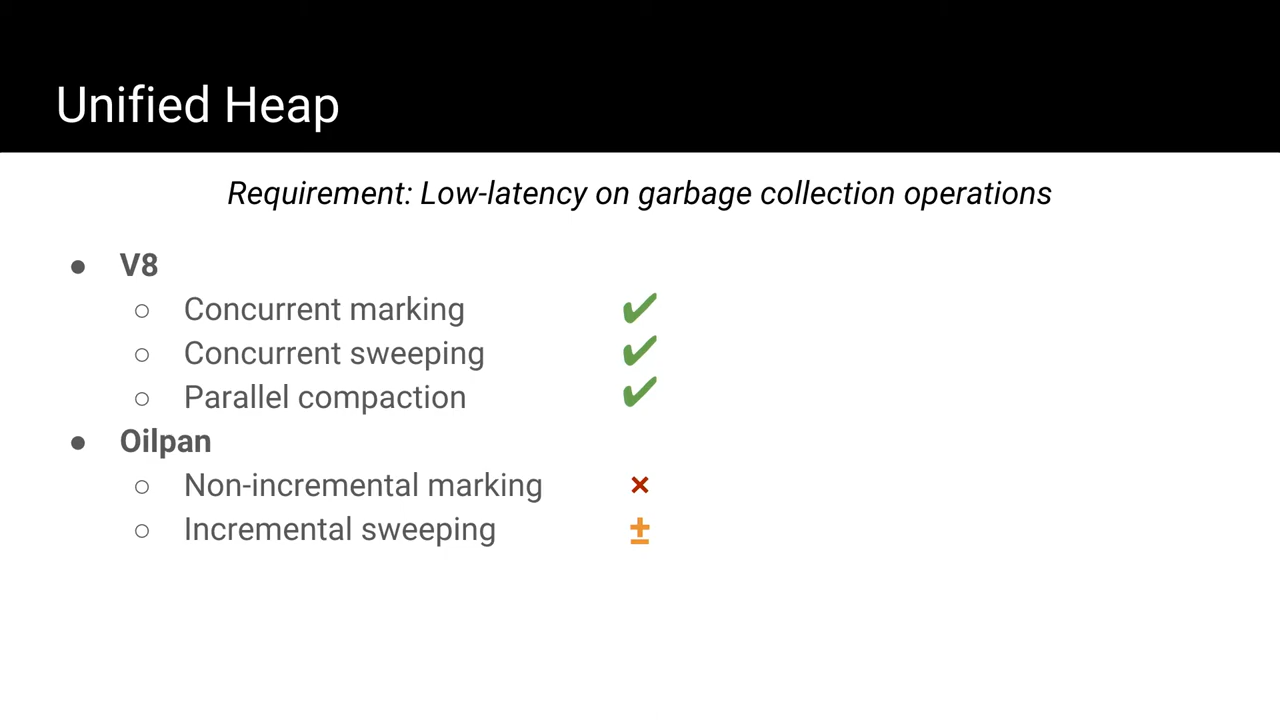 Unified Heap
Requirement: Low-latency on garbage collection operations
● V8
○ Concurrent marking ✔
○ Concurrent sweeping ✔
○ Parallel compaction ✔
● Oilpan
○ Non-incremental marking ×
○ Incremental sweeping ±